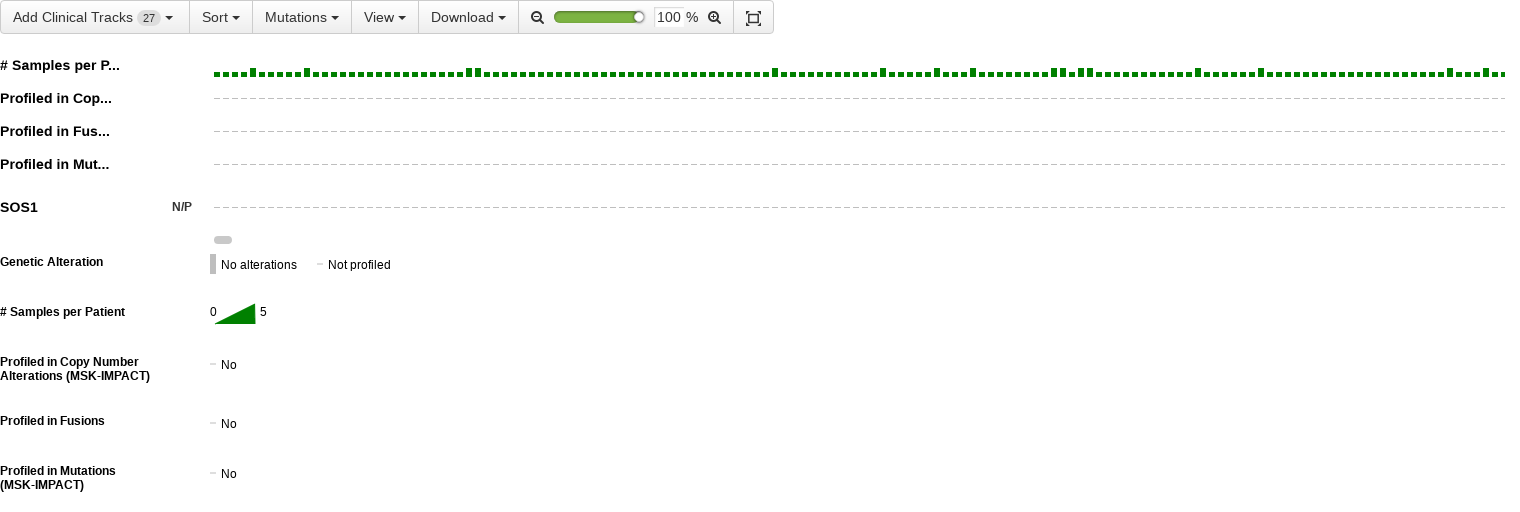 Add Clinical Tracks 27 Sort Mutations View Download 100 %
# Samples per P...
Profiled in Cop...
Profiled in Fus...
Profiled in Mut...
SOS1 N/P
Genetic Alteration No alterations Not profiled
# Samples per Patient 0 5
Profiled in Copy Number No
Alterations (MSK-IMPACT)
Profiled in Fusions No
Profiled in Mutations No
(MSK-IMPACT)